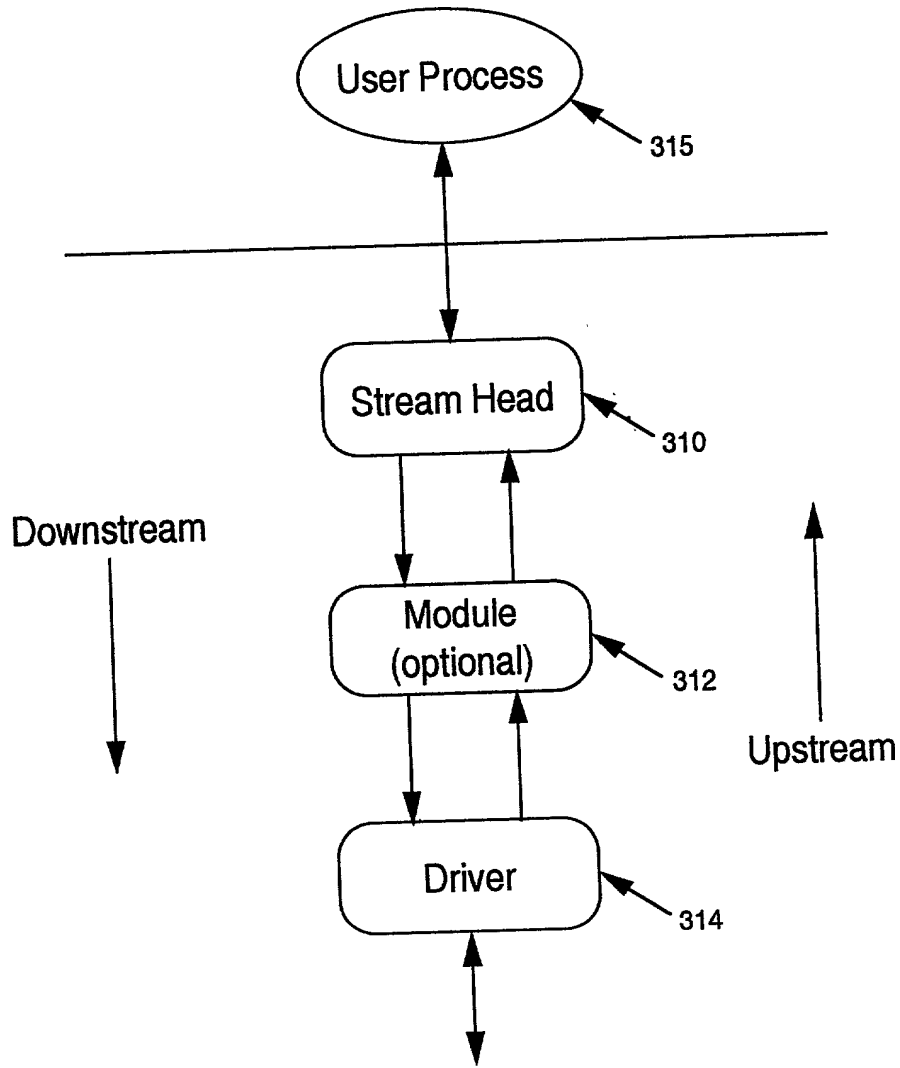 User Process
315
Stream Head
310
Downstream
Module
(optional)
312
Upstream
Driver
314